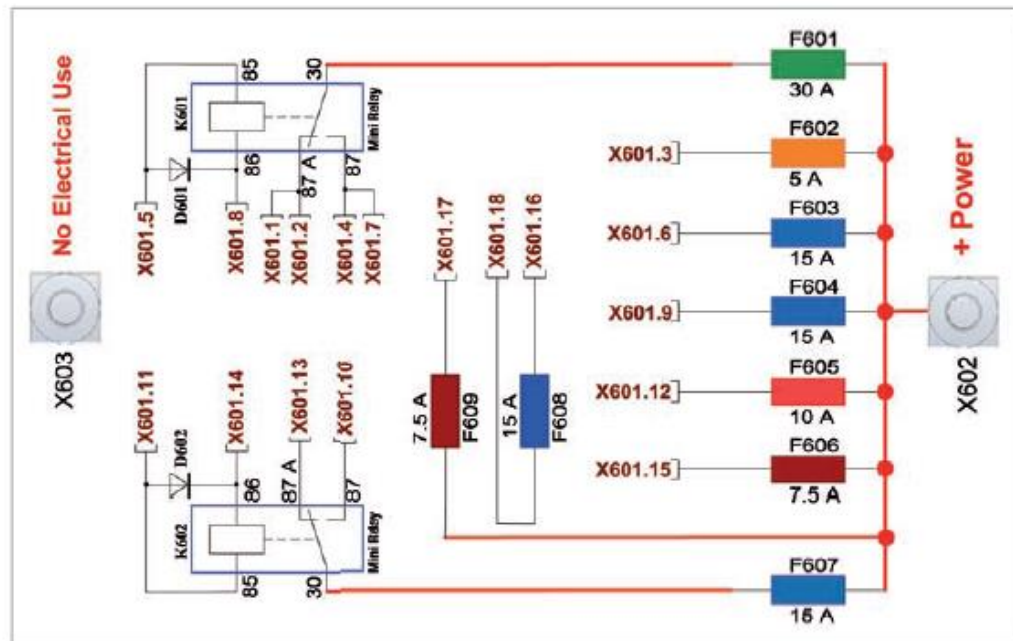 No Electrical Use
X603
K601
85
30
86
87 A
87
Mini Relay
D601
X601.5
X601.8
X601.1
X601.2
X601.4
X601.7
X601.17
X601.18
X601.16
F601
30 A
X601.3
F602
5 A
X601.6
F603
15 A
X601.9
F604
15 A
X601.12
F605
10 A
X601.15
F606
7.5 A
F607
15 A
+ Power
X602
X601.11
X601.14
X601.13
X601.10
D602
86
87 A
87
K602
Mini Relay
85
30
7.5 A
F609
15 A
F608